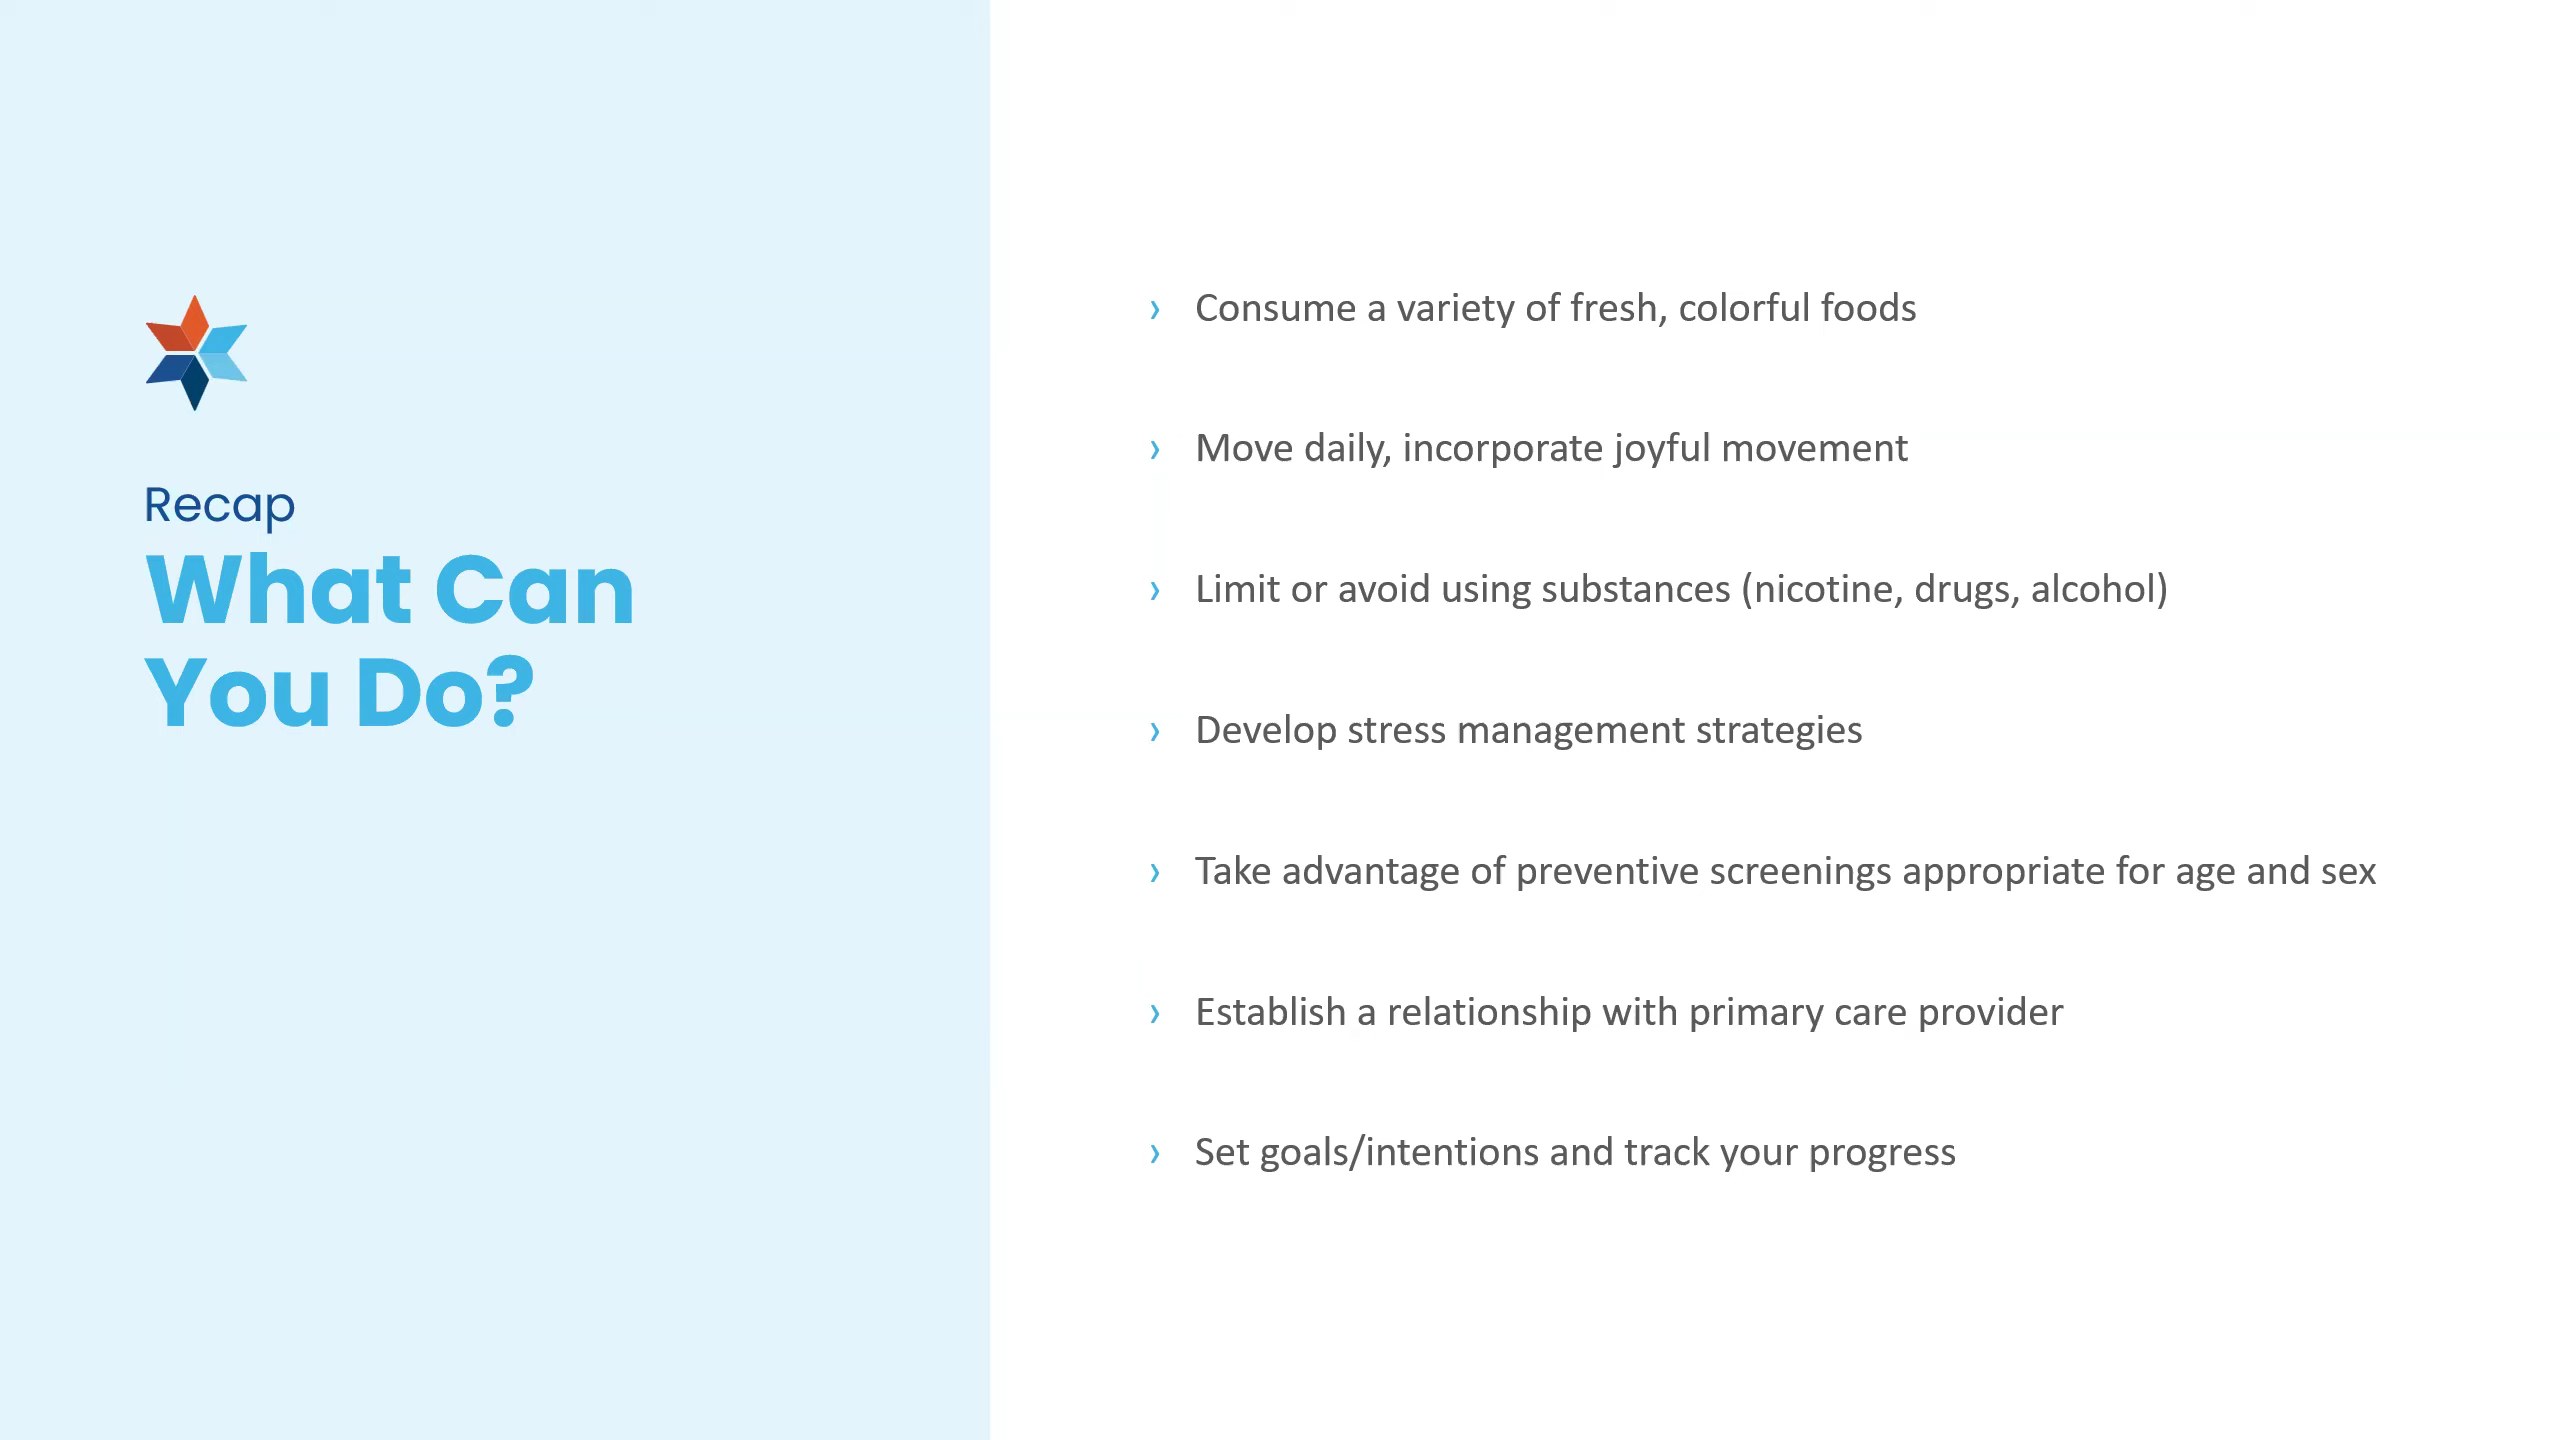 Recap
What Can
You Do?
› Consume a variety of fresh, colorful foods
› Move daily, incorporate joyful movement
› Limit or avoid using substances (nicotine, drugs, alcohol)
› Develop stress management strategies
› Take advantage of preventive screenings appropriate for age and sex
› Establish a relationship with primary care provider
› Set goals/intentions and track your progress